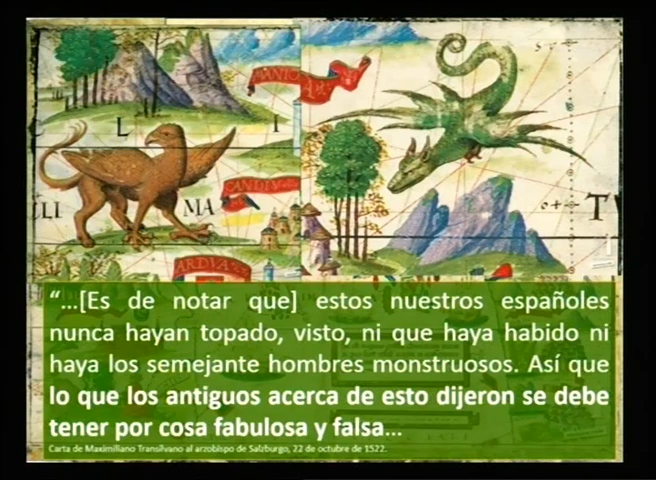 L
I
LLI
MA
T
“...[Es de notar que] estos nuestros españoles
nunca hayan topado, visto, ni que haya habido ni
haya los semejante hombres monstruosos. Así que
lo que los antiguos acerca de esto dijeron se debe
tener por cosa fabulosa y falsa...
Carta de Maximiliano Transilvano al arzobispo de Salzburgo, 22 de octubre de 1522.